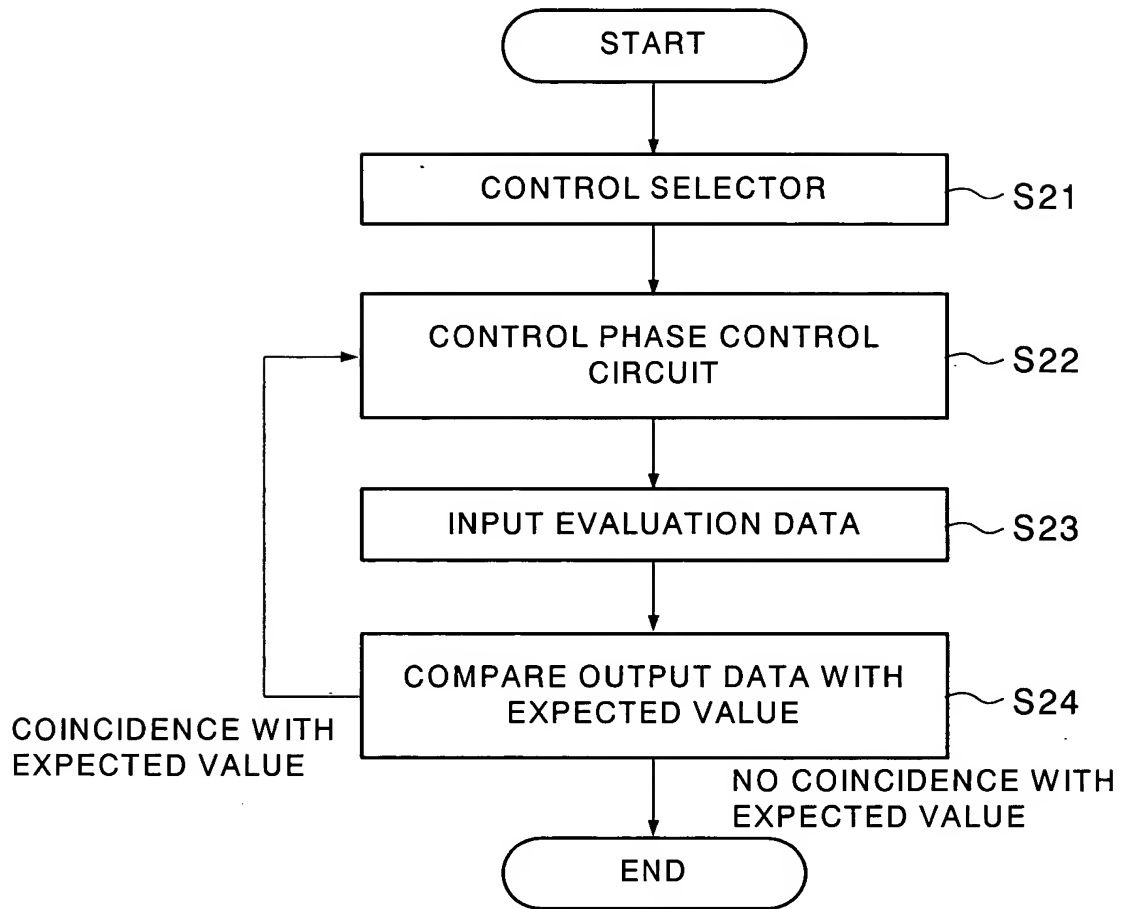 START
CONTROL SELECTOR
S21
CONTROL PHASE CONTROL
CIRCUIT
S22
INPUT EVALUATION DATA
S23
COMPARE OUTPUT DATA WITH
EXPECTED VALUE
S24
COINCIDENCE WITH
EXPECTED VALUE
NO COINCIDENCE WITH
EXPECTED VALUE
END